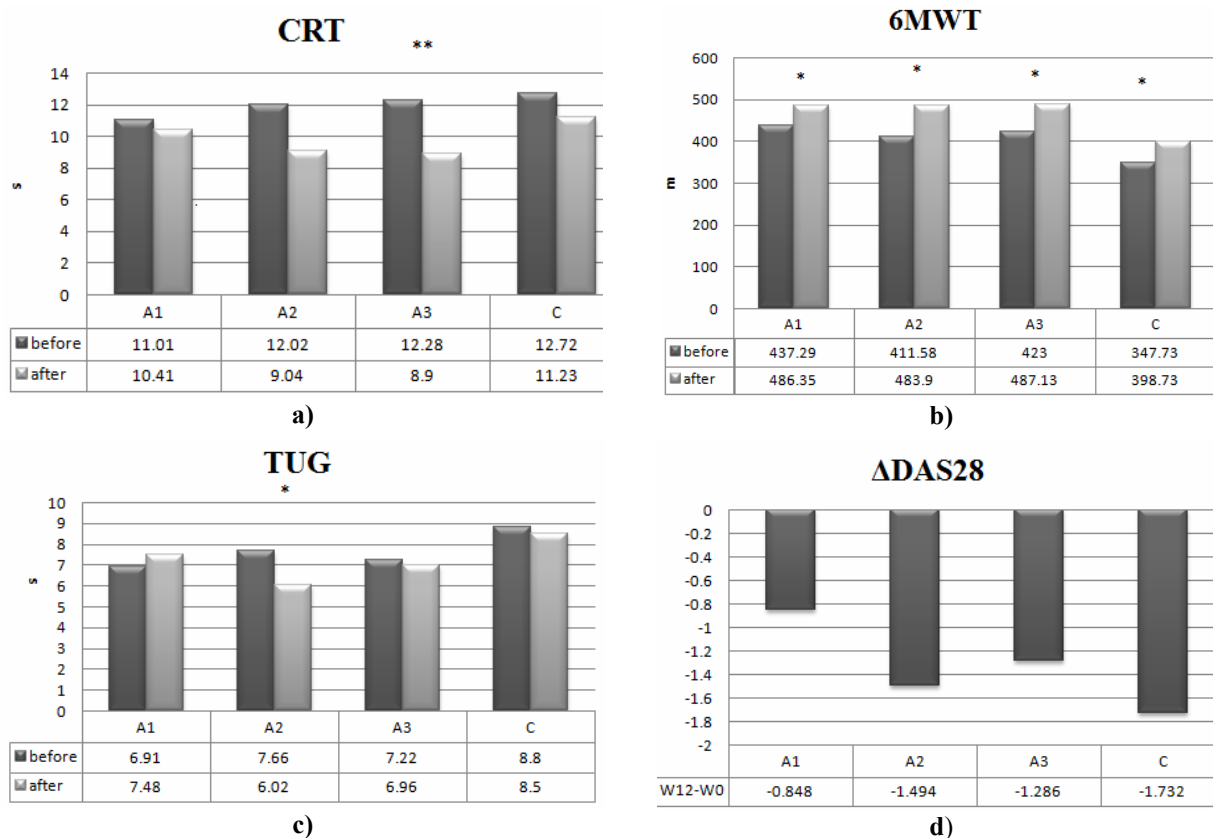 CRT
**
14
12
10
8
6
4
2
0
s
A1 A2 A3 C
before 11.01 12.02 12.28 12.72
after 10.41 9.04 8.9 11.23
a)
6MWT
* * * *
600
500
400
300
200
100
0
m
A1 A2 A3 C
before 437.29 411.58 423 347.73
after 486.35 483.9 487.13 398.73
b)
TUG
*
10
9
8
7
6
5
4
3
2
1
0
s
A1 A2 A3 C
before 6.91 7.66 7.22 8.8
after 7.48 6.02 6.96 8.5
c)
ΔDAS28
0
-0.2
-0.4
-0.6
-0.8
-1
-1.2
-1.4
-1.6
-1.8
-2
A1 A2 A3 C
W12-W0 -0.848 -1.494 -1.286 -1.732
d)